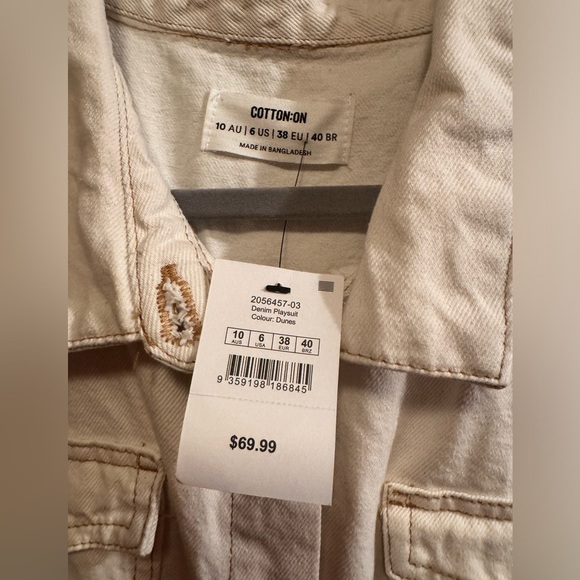 COTTON:ON
10 AU | 6 US | 38 EU | 40 BR
MADE IN BANGLADESH
2056457-03
Denim Playsuit
Colour: Dunes
10 6 38 40
AUS USA EUR BRZ
9 359198 186845
$69.99